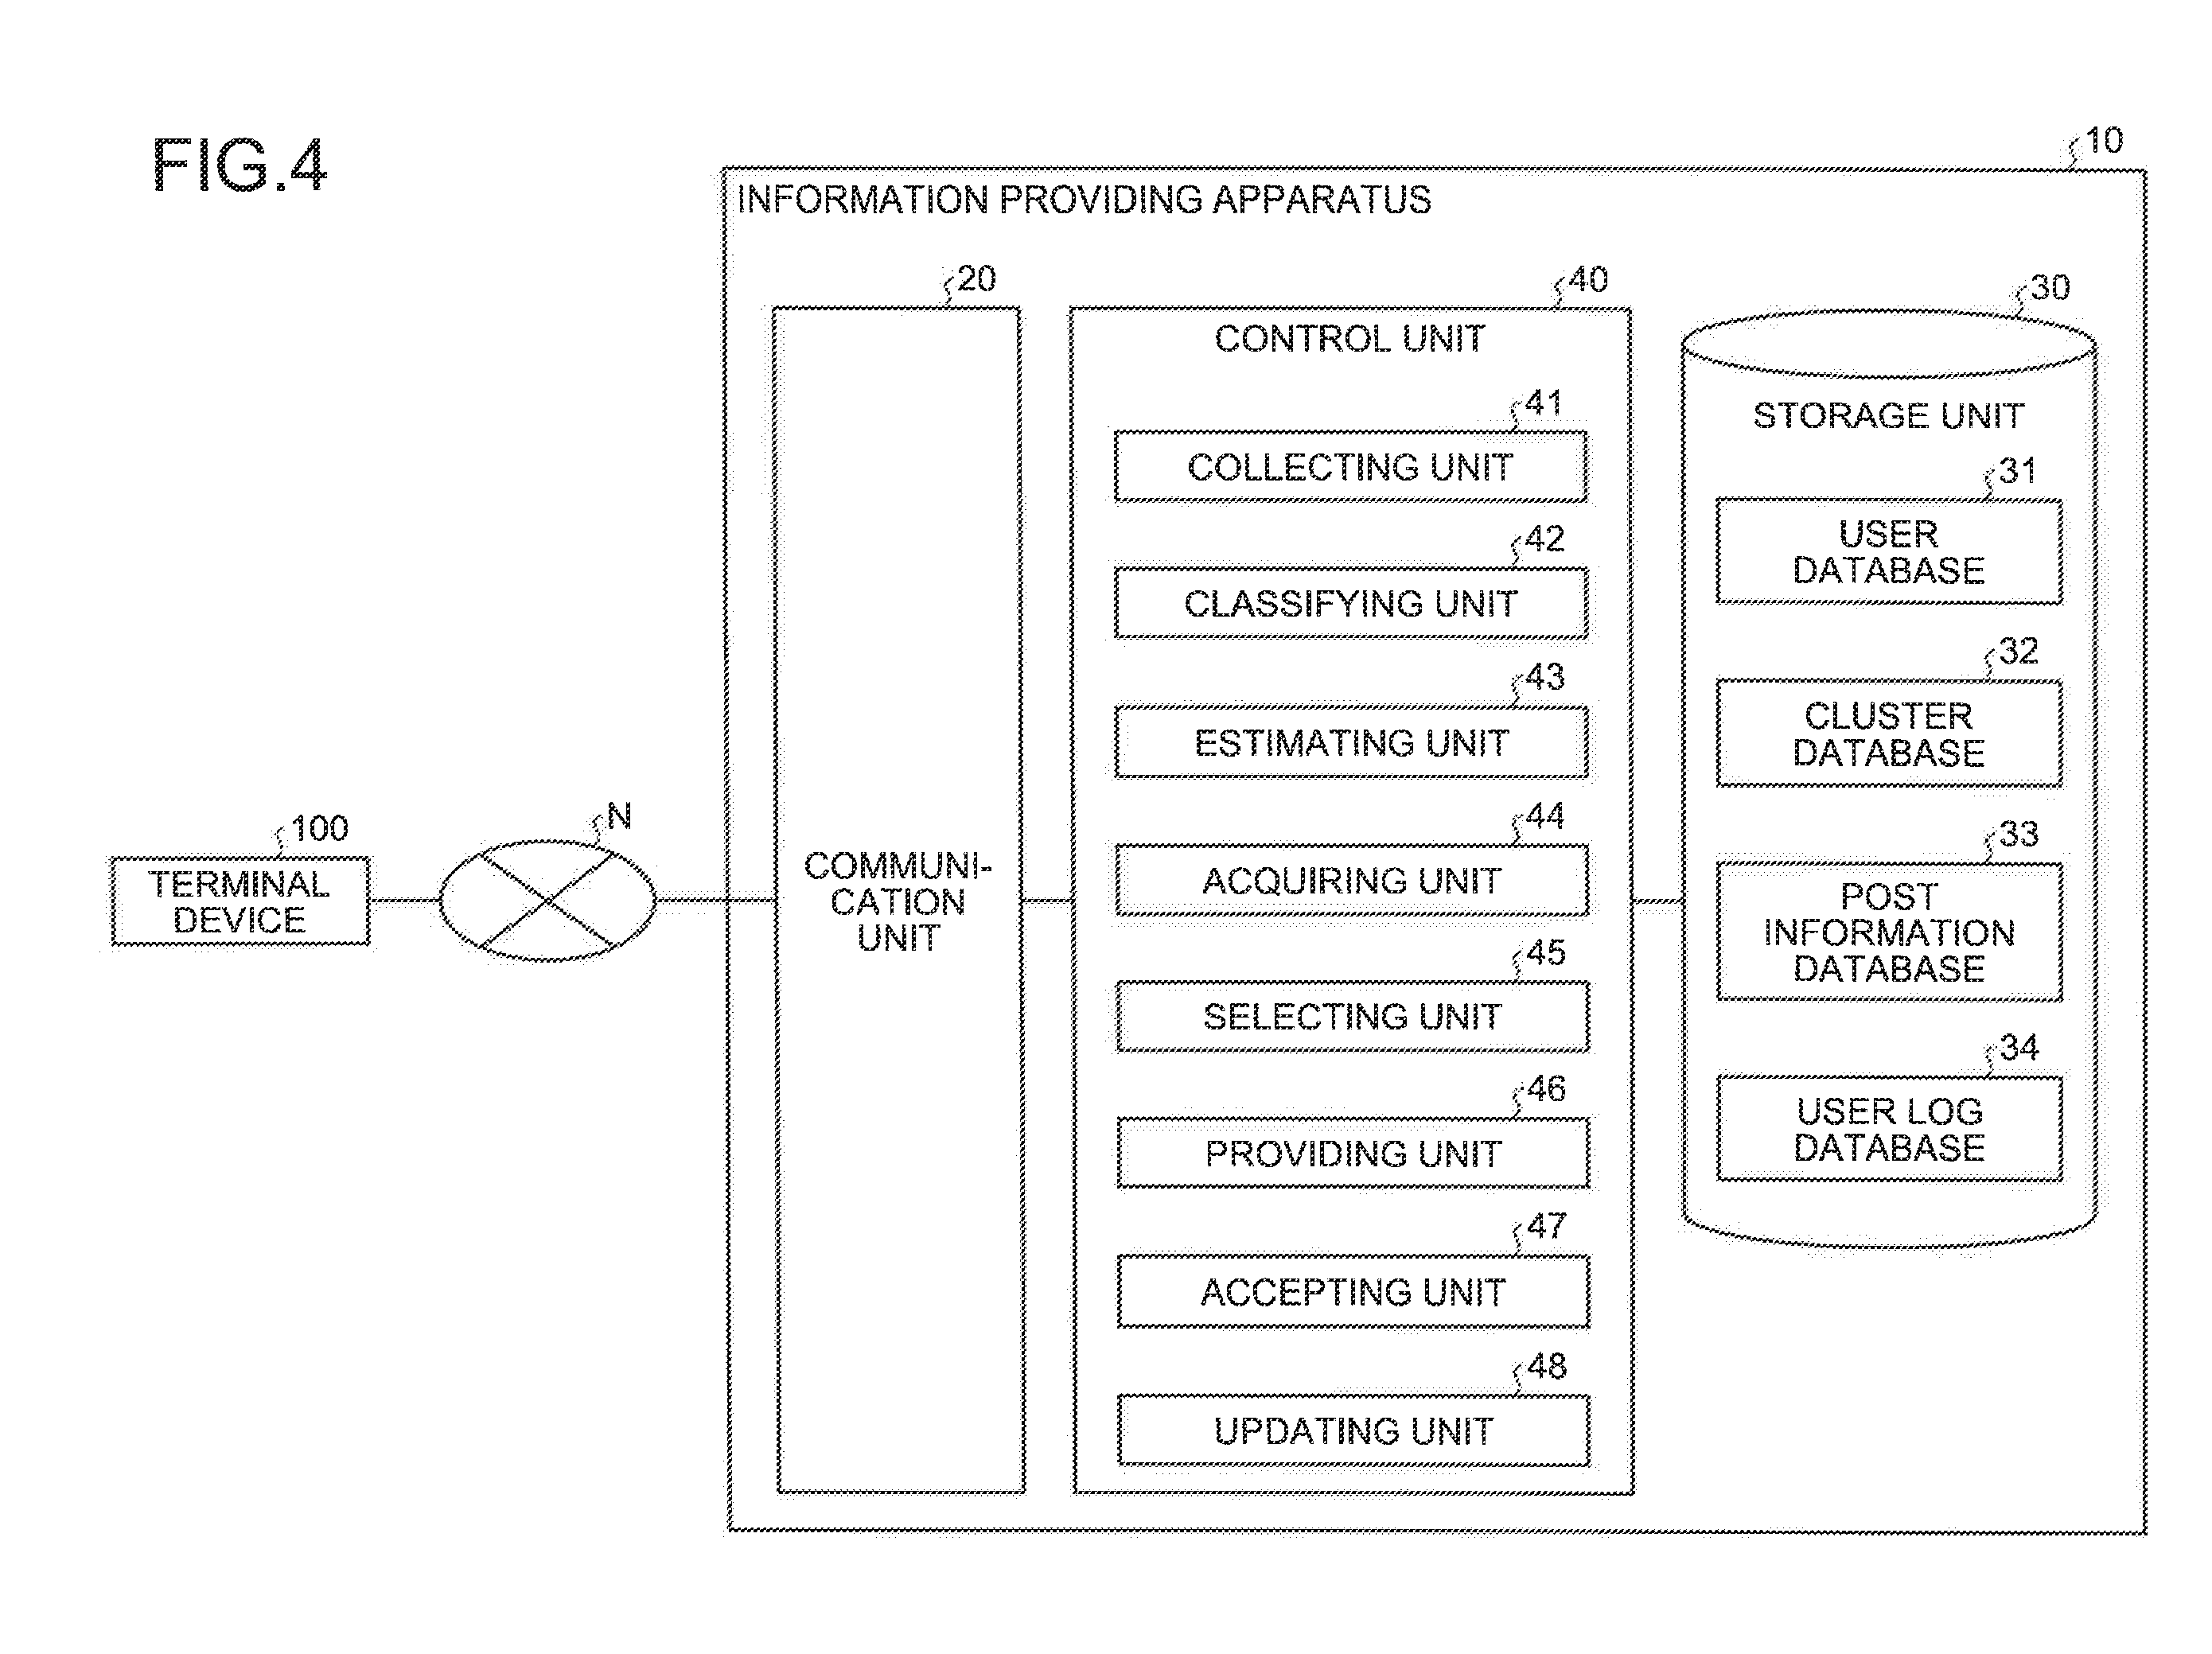 FIG.4
10
INFORMATION PROVIDING APPARATUS
20
COMMUNI-
CATION
UNIT
40
CONTROL UNIT
41
COLLECTING UNIT
42
CLASSIFYING UNIT
43
ESTIMATING UNIT
44
ACQUIRING UNIT
45
SELECTING UNIT
46
PROVIDING UNIT
47
ACCEPTING UNIT
48
UPDATING UNIT
30
STORAGE UNIT
31
USER
DATABASE
32
CLUSTER
DATABASE
33
POST
INFORMATION
DATABASE
34
USER LOG
DATABASE
100
TERMINAL
DEVICE
N